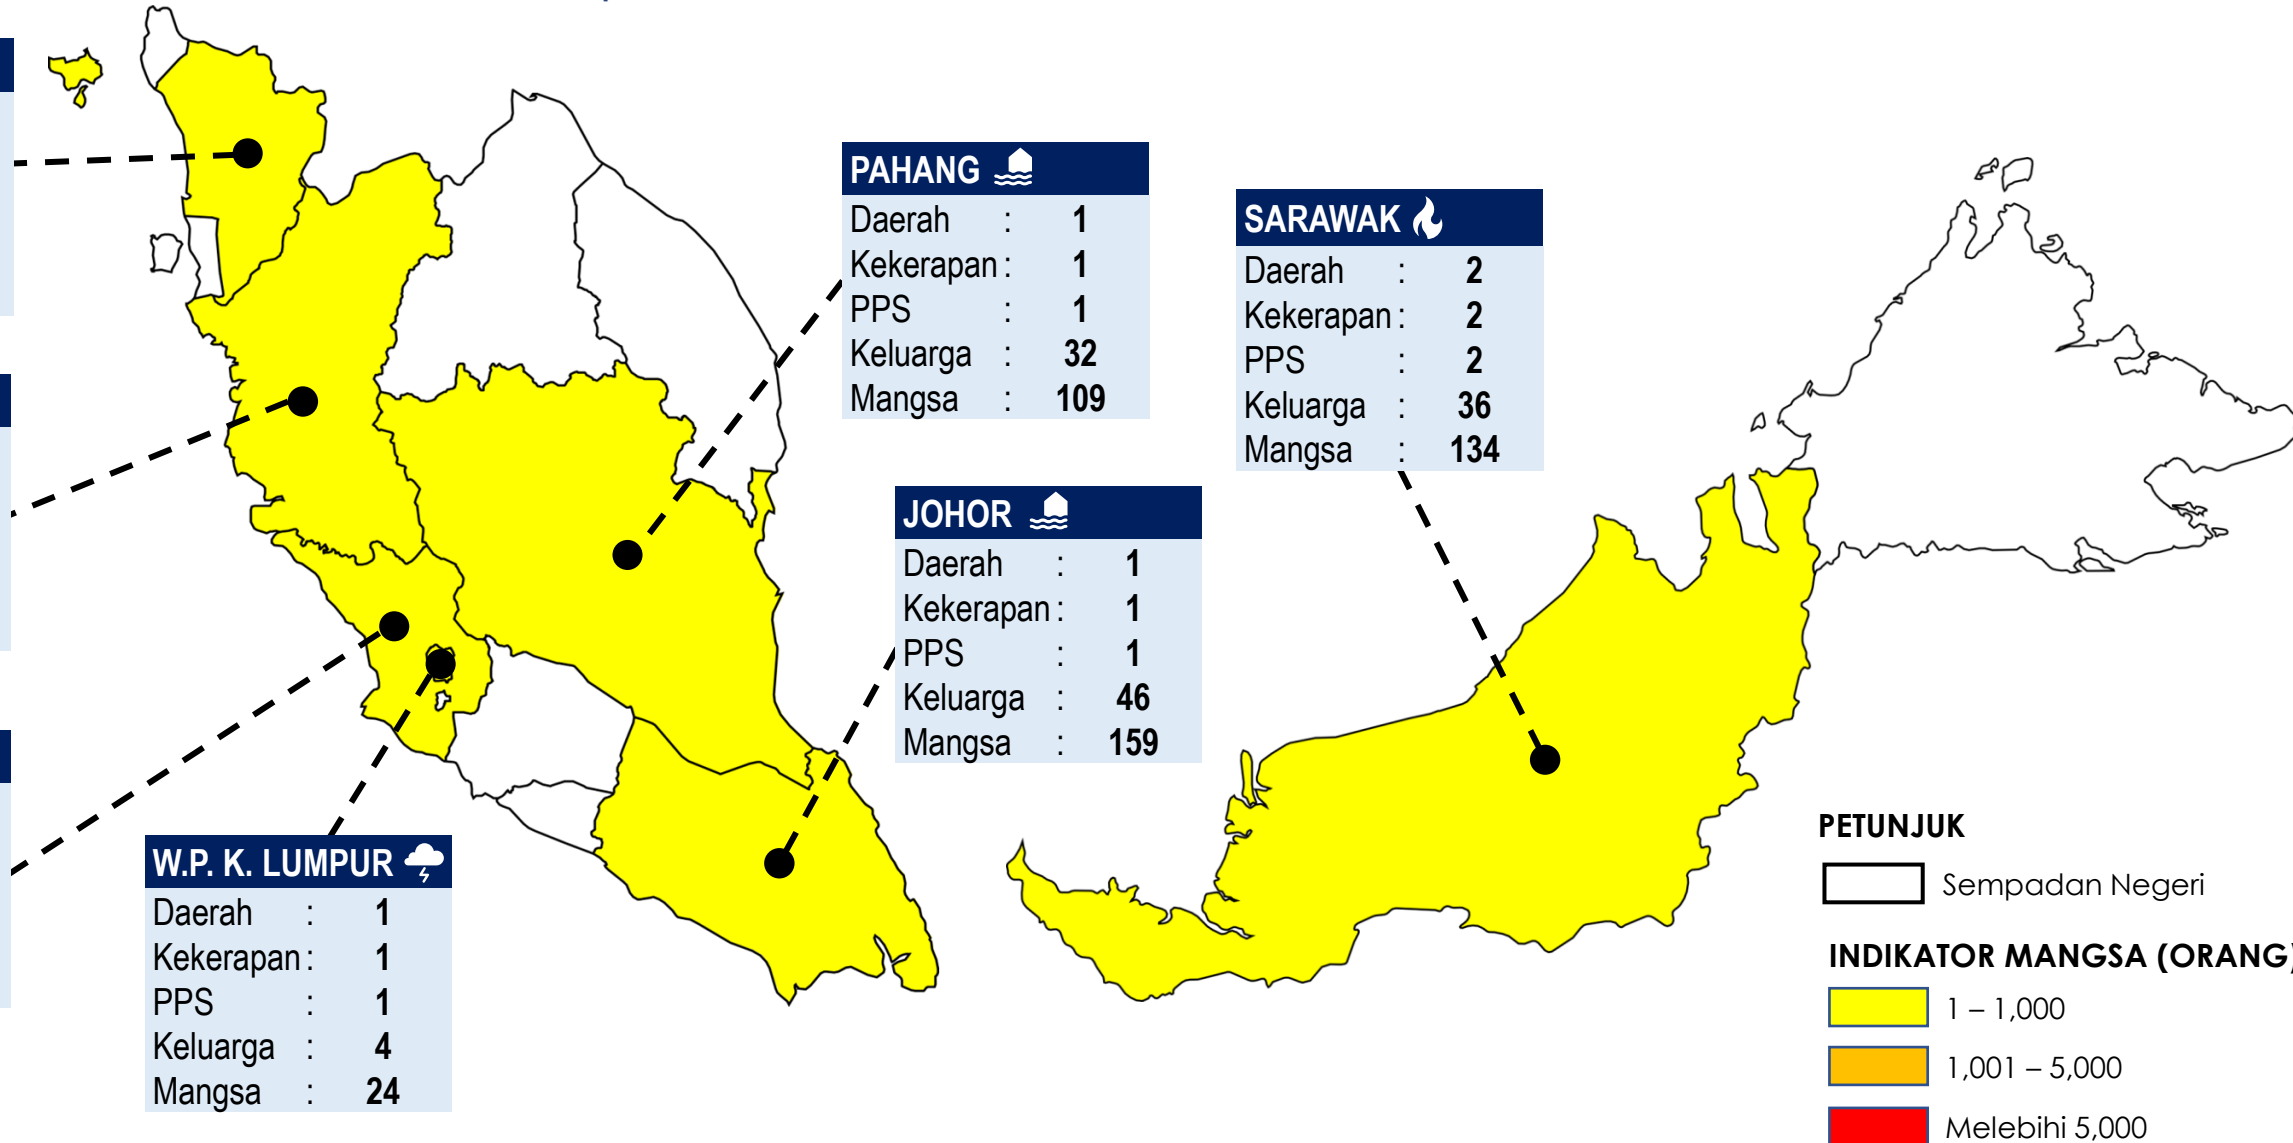 PAHANG
Daerah : 1
Kekerapan : 1
PPS : 1
Keluarga : 32
Mangsa : 109
SARAWAK
Daerah : 2
Kekerapan : 2
PPS : 2
Keluarga : 36
Mangsa : 134
JOHOR
Daerah : 1
Kekerapan : 1
PPS : 1
Keluarga : 46
Mangsa : 159
W.P. K. LUMPUR
Daerah : 1
Kekerapan : 1
PPS : 1
Keluarga : 4
Mangsa : 24
PETUNJUK
Sempadan Negeri
INDIKATOR MANGSA (ORANG)
1 – 1,000
1,001 – 5,000
Melebihi 5,000